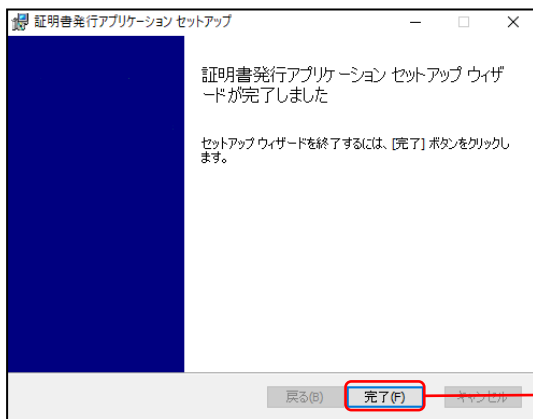 証明書発行アプリケーション セットアップ
証明書発行アプリケーション セットアップ ウィザ
ードが完了しました
セットアップ ウィザードを終了するには、[完了] ボタンをクリックし
ます。
戻る(B) 完了(F) キャンセル